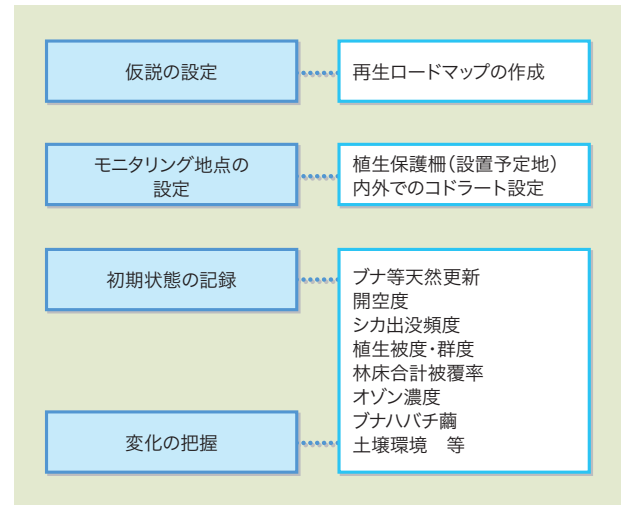 仮説の設定
再生ロードマップの作成
モニタリング地点の
設定
植生保護柵(設置予定地)
内外でのコドラート設定
初期状態の記録
ブナ等天然更新
開空度
シカ出没頻度
植生被度・群度
林床合計被覆率
オゾン濃度
ブナハバチ繭
土壌環境　等
変化の把握